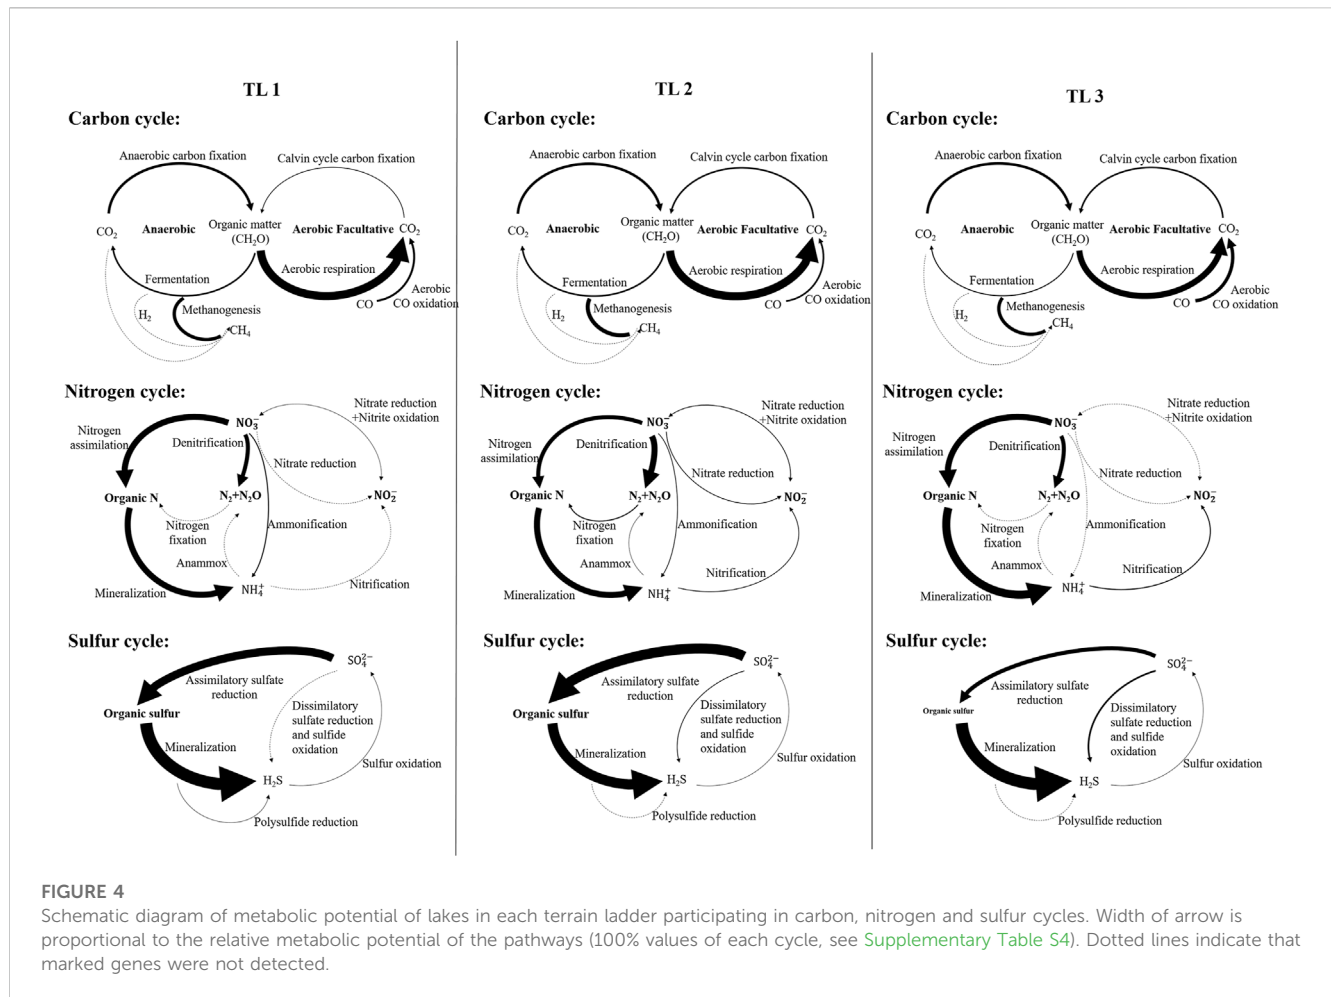 TL 1
Carbon cycle:
Anaerobic carbon fixation
Calvin cycle carbon fixation
CO₂
Anaerobic
Organic matter
(CH₂O)
Aerobic Facultative
CO₂
Fermentation
Aerobic respiration
H₂
Methanogenesis
CH₄
CO
Aerobic
CO oxidation
Nitrogen cycle:
NO₃⁻
Nitrate reduction
+Nitrite oxidation
Nitrogen
assimilation
Denitrification
Nitrate reduction
Organic N
N₂+N₂O
NO₂⁻
Nitrogen
fixation
Ammonification
Anammox
Mineralization
NH₄⁺
Nitrification
Sulfur cycle:
SO₄²⁻
Assimilatory sulfate
reduction
Organic sulfur
Dissimilatory
sulfate reduction
and sulfide
oxidation
Mineralization
H₂S
Sulfur oxidation
Polysulfide reduction
TL 2
Carbon cycle:
Anaerobic carbon fixation
Calvin cycle carbon fixation
CO₂
Anaerobic
Organic matter
(CH₂O)
Aerobic Facultative
CO₂
Fermentation
Aerobic respiration
H₂
Methanogenesis
CH₄
CO
Aerobic
CO oxidation
Nitrogen cycle:
NO₃⁻
Nitrate reduction
+Nitrite oxidation
Nitrogen
assimilation
Denitrification
Nitrate reduction
Organic N
N₂+N₂O
NO₂⁻
Nitrogen
fixation
Ammonification
Anammox
Mineralization
NH₄⁺
Nitrification
Sulfur cycle:
SO₄²⁻
Assimilatory sulfate
reduction
Organic sulfur
Dissimilatory
sulfate reduction
and sulfide
oxidation
Mineralization
H₂S
Sulfur oxidation
Polysulfide reduction
TL 3
Carbon cycle:
Anaerobic carbon fixation
Calvin cycle carbon fixation
CO₂
Anaerobic
Organic matter
(CH₂O)
Aerobic Facultative
CO₂
Fermentation
Aerobic respiration
H₂
Methanogenesis
CH₄
CO
Aerobic
CO oxidation
Nitrogen cycle:
NO₃⁻
Nitrate reduction
+Nitrite oxidation
Nitrogen
assimilation
Denitrification
Nitrate reduction
Organic N
N₂+N₂O
NO₂⁻
Nitrogen
fixation
Ammonification
Anammox
Mineralization
NH₄⁺
Nitrification
Sulfur cycle:
SO₄²⁻
Assimilatory sulfate
reduction
Organic sulfur
Dissimilatory
sulfate reduction
and sulfide
oxidation
Mineralization
H₂S
Sulfur oxidation
Polysulfide reduction
FIGURE 4
Schematic diagram of metabolic potential of lakes in each terrain ladder participating in carbon, nitrogen and sulfur cycles. Width of arrow is
proportional to the relative metabolic potential of the pathways (100% values of each cycle, see Supplementary Table S4). Dotted lines indicate that
marked genes were not detected.